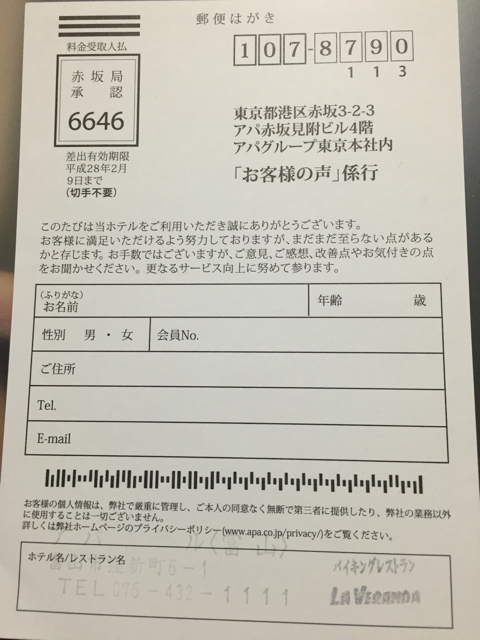 郵便はがき
料金受取人払
107-8790
113
赤坂局
承認
6646
差出有効期限
平成28年2月
9日まで
(切手不要)
東京都港区赤坂3-2-3
アパ赤坂見附ビル4階
アパグループ東京本社内
「お客様の声」係行
このたびは当ホテルをご利用いただき誠にありがとうございます。
お客様に満足いただけるよう努力しておりますが、まだまだ至らない点がある
かと存じます。お手数ではございますが、ご意見、ご感想、改善点やお気付きの点
をお聞かせください。更なるサービス向上に努めて参ります。
(ふりがな)
お名前 年齢 歳
性別 男・女 会員No.
ご住所
Tel.
E-mail
お客様の個人情報は、弊社で厳重に管理し、ご本人の同意なく無断で第三者に提供したり、弊社の業務以外
に使用することは一切ございません。
詳しくは弊社ホームページのプライバシーポリシー(www.apa.co.jp/privacy/)をご覧ください。
ル〈富山〉
ホテル名/レストラン名 バイキングレストラン
新町6-1
TEL 076-432-1111 LA VERANDA